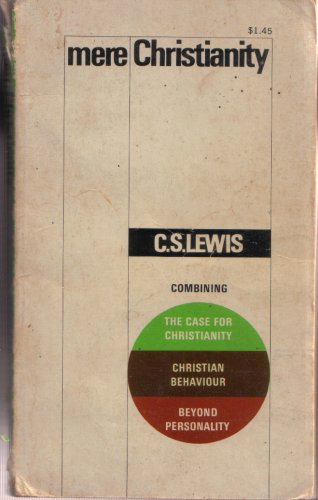 $1.45
mere Christianity
C.S.LEWIS
COMBINING
THE CASE FOR
CHRISTIANITY
CHRISTIAN
BEHAVIOUR
BEYOND
PERSONALITY